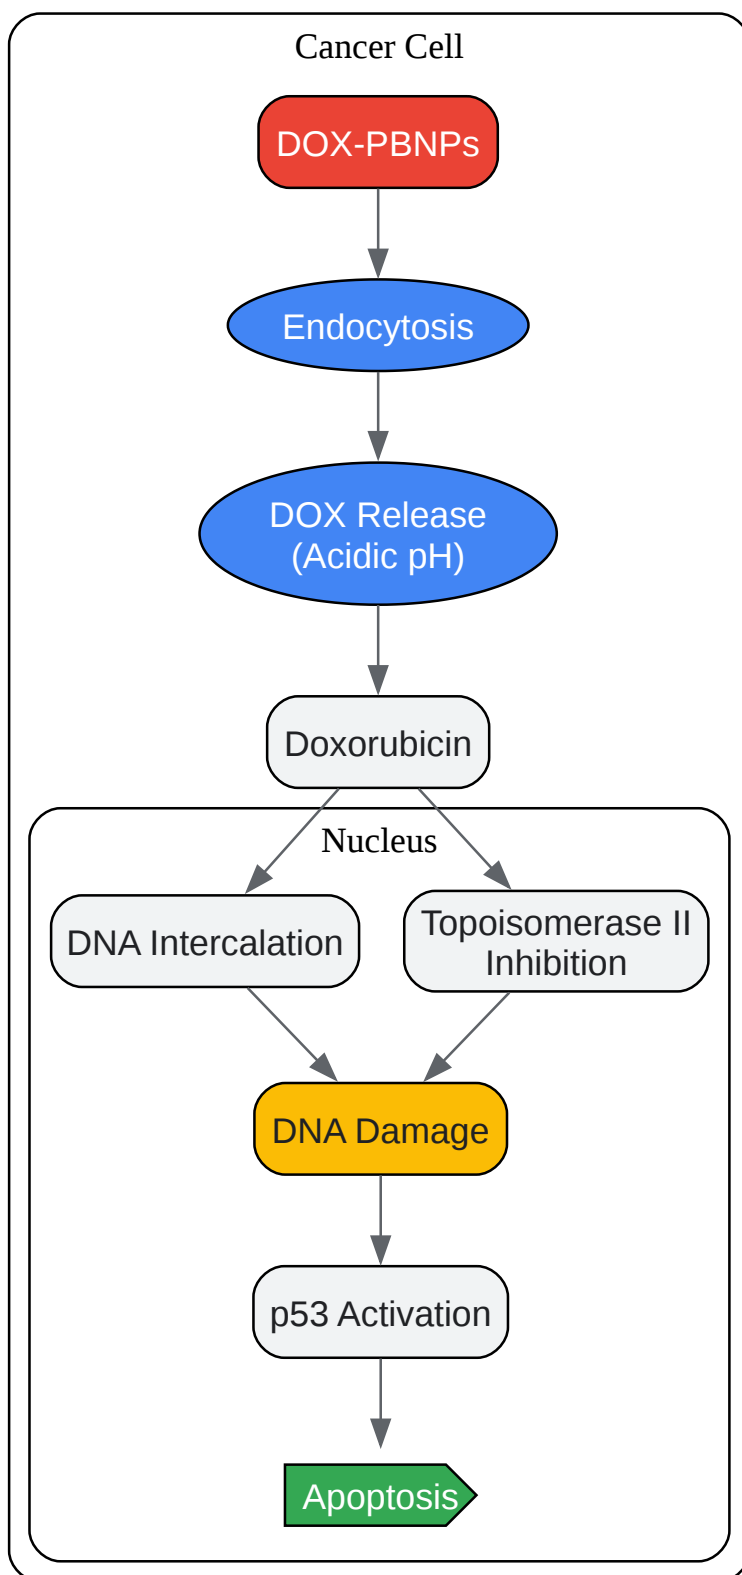 Cancer Cell
DOX-PBNPs
Endocytosis
DOX Release
(Acidic pH)
Doxorubicin
Nucleus
DNA Intercalation
Topoisomerase II
Inhibition
DNA Damage
p53 Activation
Apoptosis